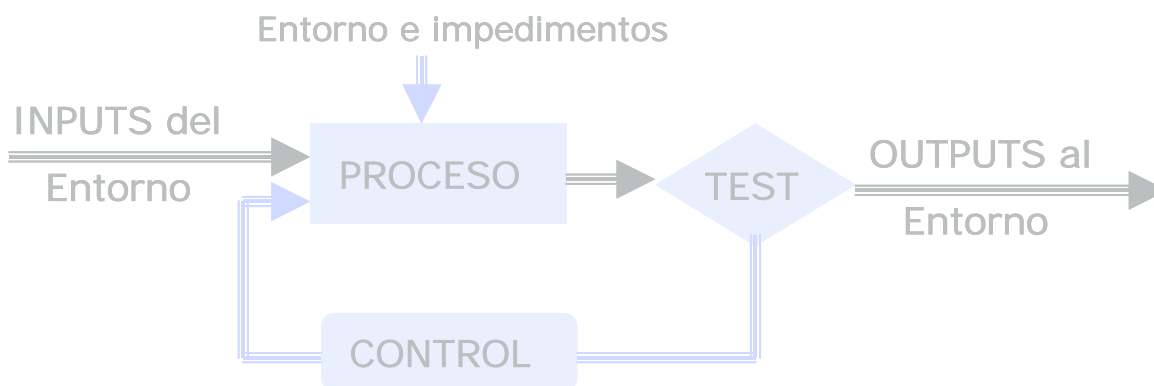 Entorno e impedimentos
INPUTS del
Entorno
PROCESO
TEST
OUTPUTS al
Entorno
CONTROL